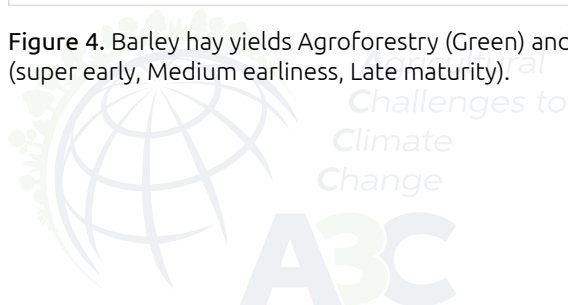 Figure 4. Barley hay yields Agroforestry (Green) and
(super early, Medium earliness, Late maturity).
Agricultural
Challenges to
Climate
Change
A3C